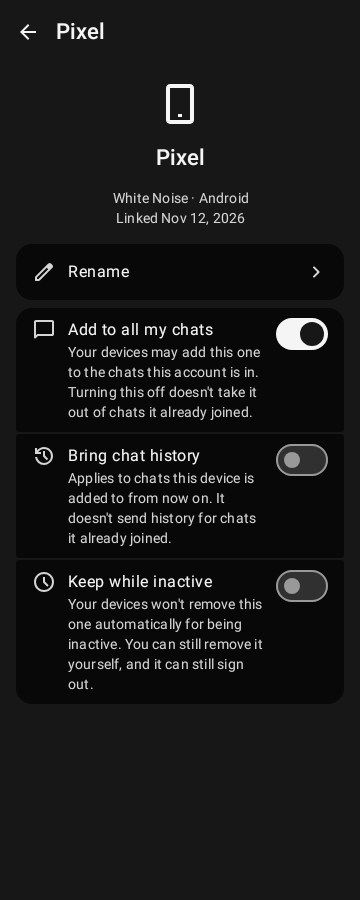 Pixel
Pixel
White Noise · Android
Linked Nov 12, 2026
Rename
Add to all my chats
Your devices may add this one
to the chats this account is in.
Turning this off doesn't take it
out of chats it already joined.
Bring chat history
Applies to chats this device is
added to from now on. It
doesn't send history for chats
it already joined.
Keep while inactive
Your devices won't remove this
one automatically for being
inactive. You can still remove it
yourself, and it can still sign
out.